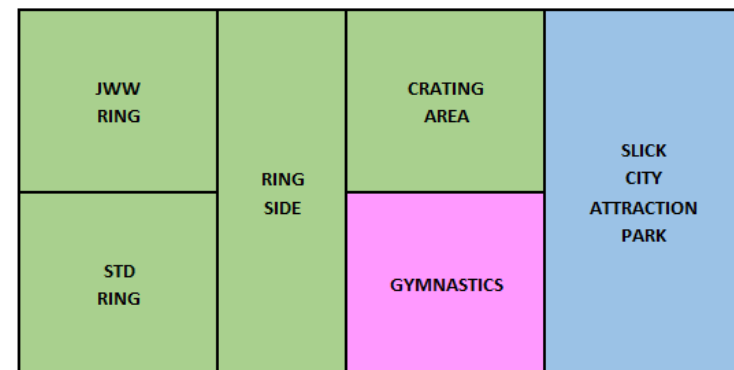 JWW
RING
STD
RING
RING
SIDE
CRATING
AREA
GYMNASTICS
SLICK
CITY
ATTRACTION
PARK